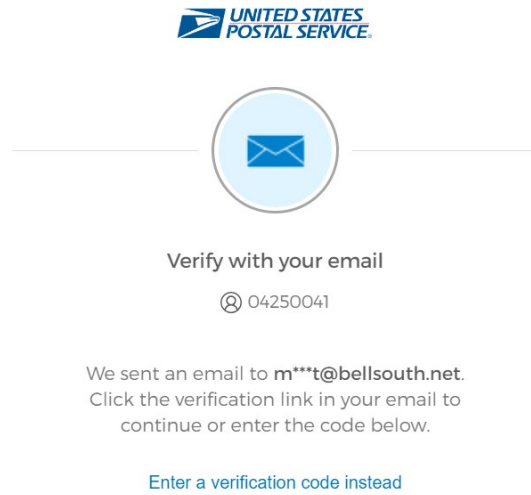 UNITED STATES
POSTAL SERVICE.
Verify with your email
04250041
We sent an email to m***t@bellsouth.net.
Click the verification link in your email to
continue or enter the code below.
Enter a verification code instead